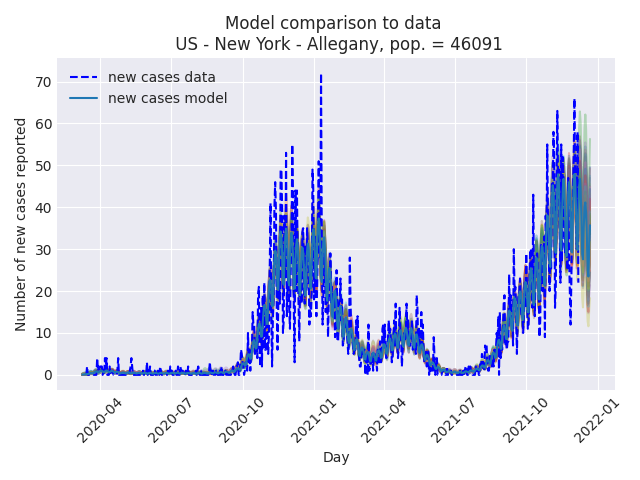 Model comparison to data
US - New York - Allegany, pop. = 46091
new cases data
new cases model
Number of new cases reported
70
60
50
40
30
20
10
0
2020-04
2020-07
2020-10
2021-01
2021-04
2021-07
2021-10
2022-01
Day